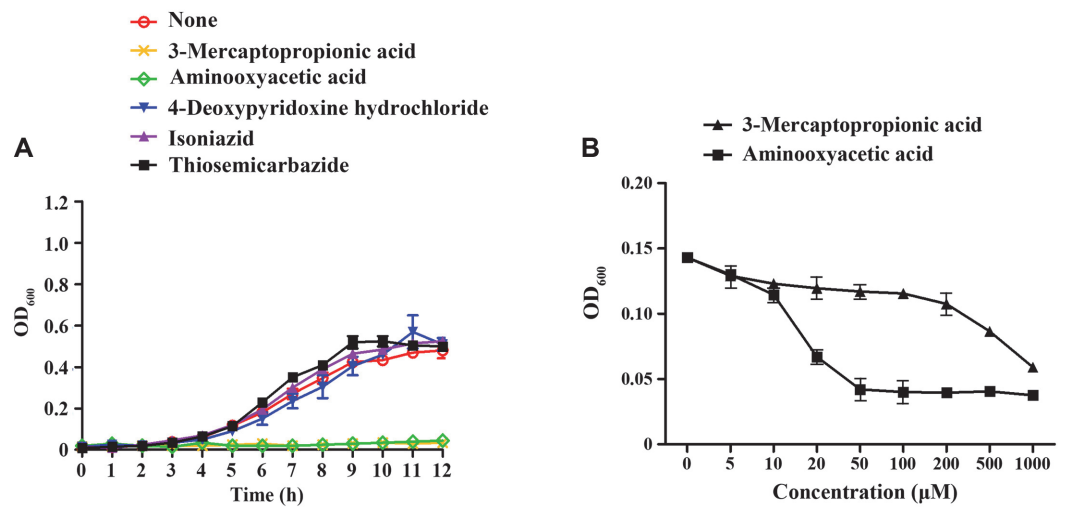 None
3-Mercaptopropionic acid
Aminooxyacetic acid
4-Deoxypyridoxine hydrochloride
Isoniazid
Thiosemicarbazide
A
1.2
1.0
0.8
0.6
0.4
0.2
0
OD600
0 1 2 3 4 5 6 7 8 9 10 11 12
Time (h)
B
3-Mercaptopropionic acid
Aminooxyacetic acid
0.20
0.15
0.10
0.05
0
OD600
0 5 10 20 50 100 200 500 1000
Concentration (μM)